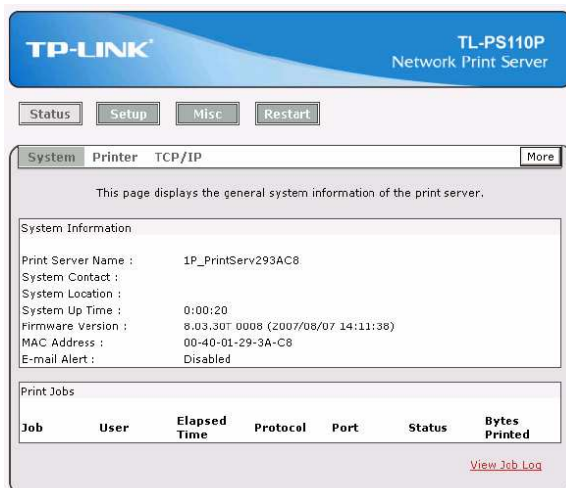 TP-LINK
TL-PS110P
Network Print Server
Status Setup Misc Restart
System Printer TCP/IP More
This page displays the general system information of the print server.
System Information
Print Server Name : 1P_PrintServ293AC8
System Contact :
System Location :
System Up Time : 0:00:20
Firmware Version : 8.03.30T 0008 (2007/08/07 14:11:38)
MAC Address : 00-40-01-29-3A-C8
E-mail Alert : Disabled
Print Jobs
Job User Elapsed Time Protocol Port Status Bytes Printed
View Job Log